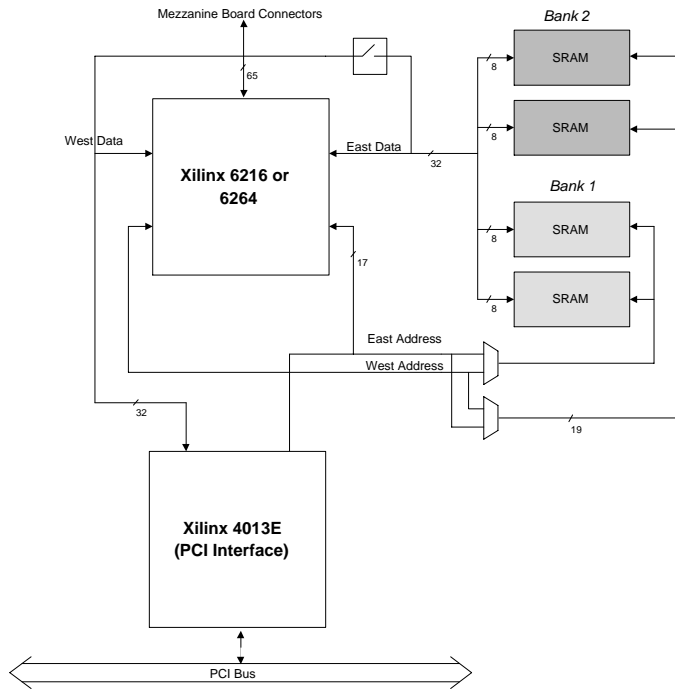 Mezzanine Board Connectors
Bank 2
8
SRAM
65
West Data
8
SRAM
East Data
32
Xilinx 6216 or
6264
Bank 1
8
SRAM
17
8
SRAM
East Address
West Address
32
19
Xilinx 4013E
(PCI Interface)
PCI Bus